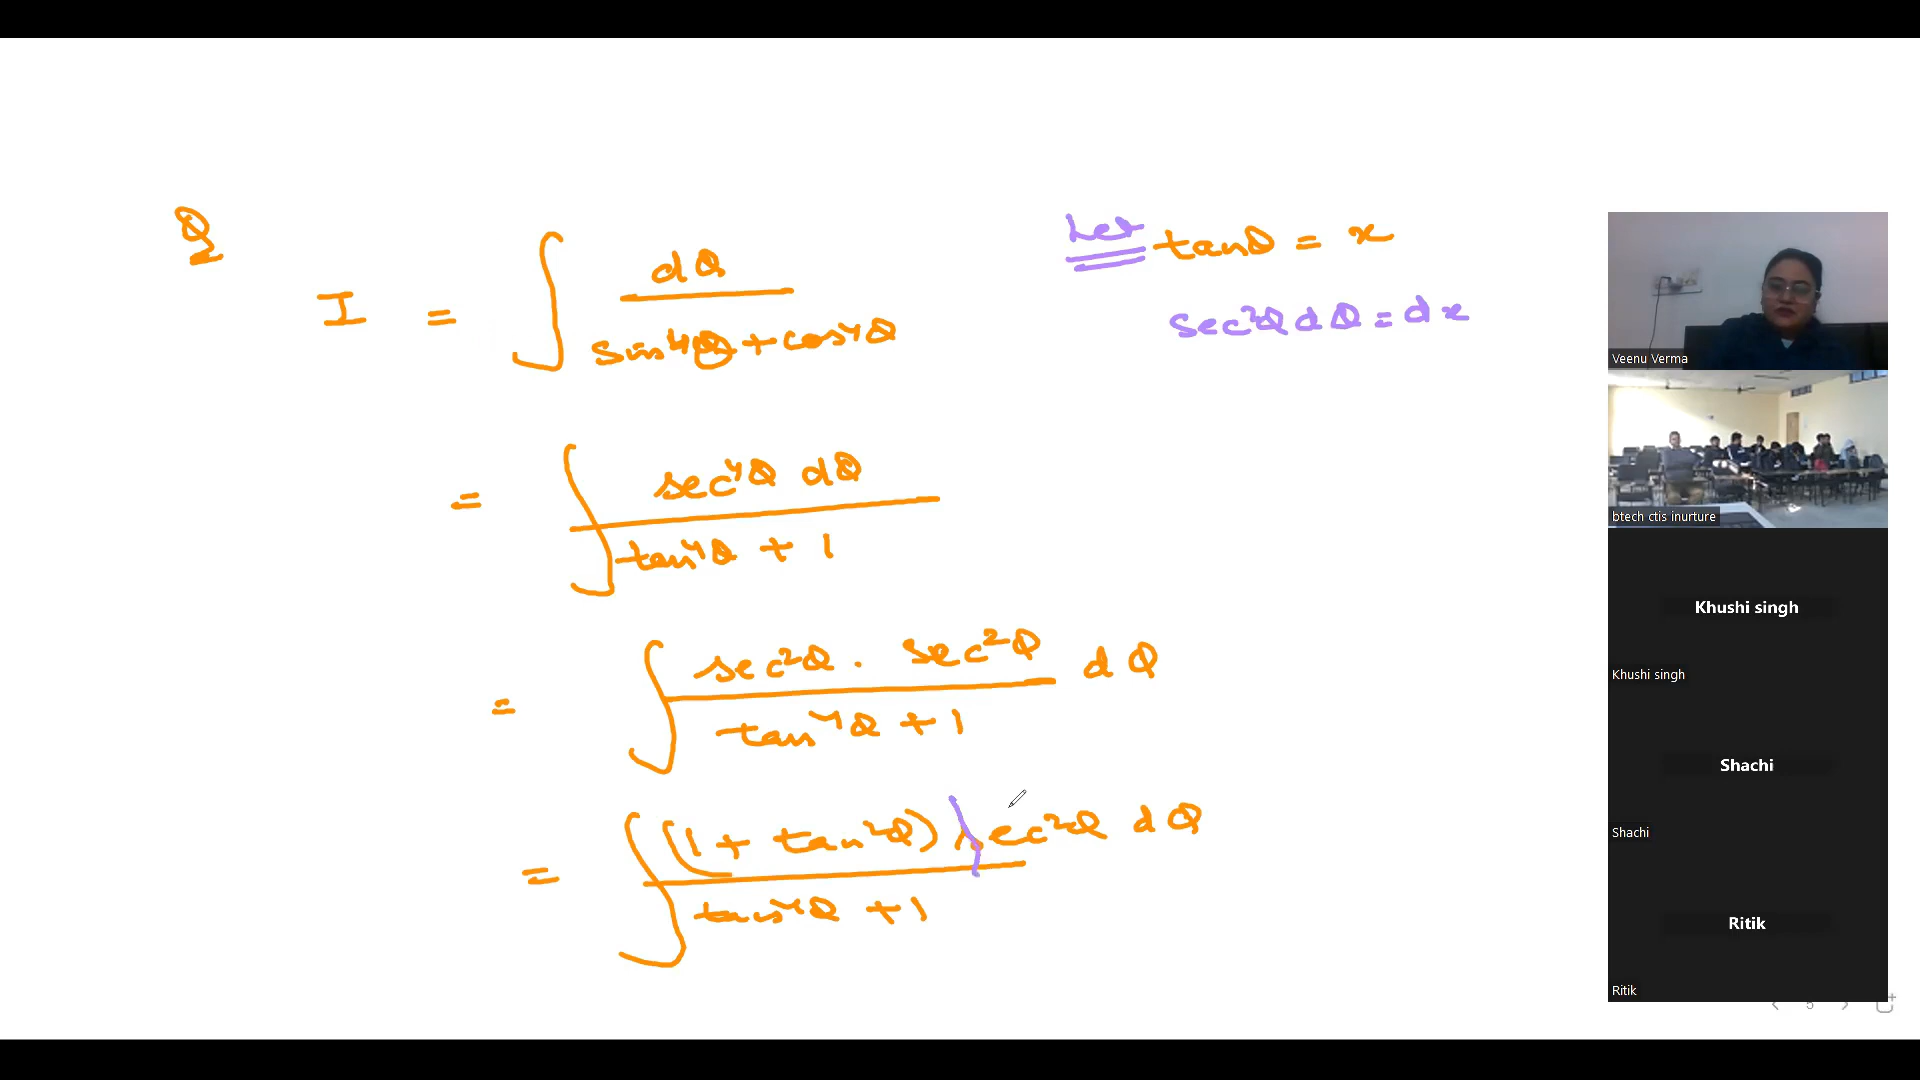 Q
I = ∫ dθ / (sin⁴θ + cos⁴θ)
Let tanθ = x
sec²θ dθ = dx
= ∫ sec⁴θ dθ / (tan⁴θ + 1)
= ∫ (sec²θ . sec²θ) / (tan⁴θ + 1) dθ
= ∫ (1 + tan²θ) sec²θ dθ / (tan⁴θ + 1)
Veenu Verma
btech ctis inurture
Khushi singh
Khushi singh
Shachi
Shachi
Ritik
Ritik
5